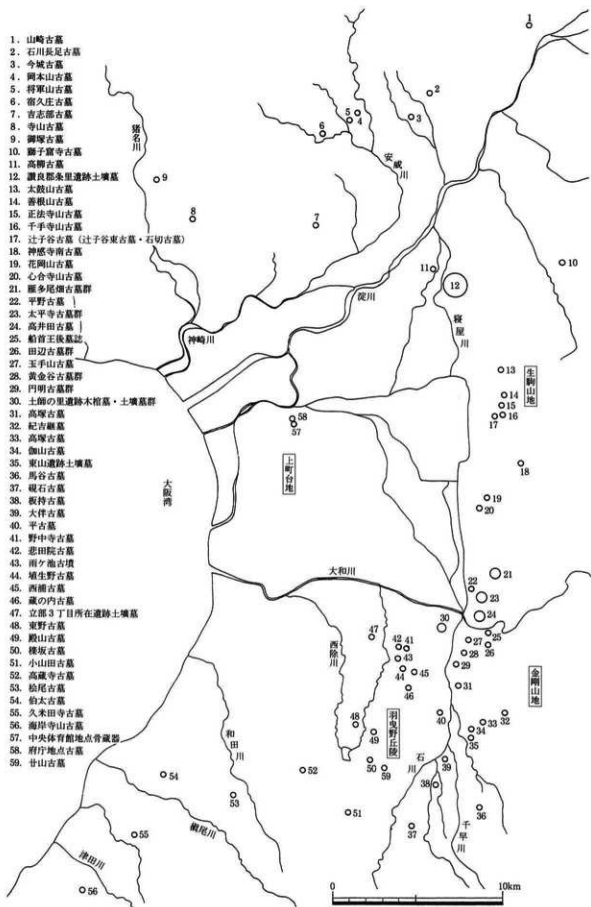 1. 山崎古墓
2. 石川長足古墓
3. 今城古墓
4. 岡本山古墓
5. 将軍山古墓
6. 宿久庄古墓
7. 吉志部古墓
8. 寺山古墓
9. 御塚古墓
10. 獅子窟寺古墓
11. 高柳古墓
12. 讃良郡条里遺跡土壙墓
13. 太鼓山古墓
14. 善根山古墓
15. 正法寺山古墓
16. 千手寺山古墓
17. 辻子谷古墓（辻子谷東古墓・石切古墓）
18. 神感寺南古墓
19. 花岡山古墓
20. 心合寺山古墓
21. 雁多尾畑古墓群
22. 平野古墓
23. 太平寺古墓群
24. 高井田古墓
25. 船首王後墓誌
26. 田辺古墓群
27. 玉手山古墓
28. 黄金谷古墓群
29. 円明古墓群
30. 土師の里遺跡木棺墓・土壙墓群
31. 高塚古墓
32. 紀吉継墓
33. 高塚古墓
34. 伽山古墓
35. 東山遺跡土壙墓
36. 馬谷古墓
37. 硯石古墓
38. 板持古墓
39. 大伴古墓
40. 平古墓
41. 野中寺古墓
42. 悲田院古墓
43. 雨ケ池古墳
44. 埴生野古墓
45. 西浦古墓
46. 蔵の内古墓
47. 立部3丁目所在遺跡土壙墓
48. 東野古墓
49. 殿山古墓
50. 榛坂古墓
51. 小山田古墓
52. 高蔵寺古墓
53. 桧尾古墓
54. 伯太古墓
55. 久米田寺古墓
56. 海岸寺山古墓
57. 中央体育館地点骨蔵器
58. 府庁地点古墓
59. 廿山古墓
1
2
3
5
4
6
猪名川
安威川
9
8
7
10
11
12
淀川
寝屋川
神崎川
13
生駒山地
14
15
16
17
58
57
上町台地
18
大阪湾
19
20
大和川
21
22
23
24
30
25
26
27
28
29
47
42
41
43
44
45
46
西除川
31
金剛山地
32
33
34
35
40
48
49
羽曳野丘陵
石川
和田川
50
59
39
38
52
54
53
51
36
37
千早川
槇尾川
55
津田川
56
0
10km